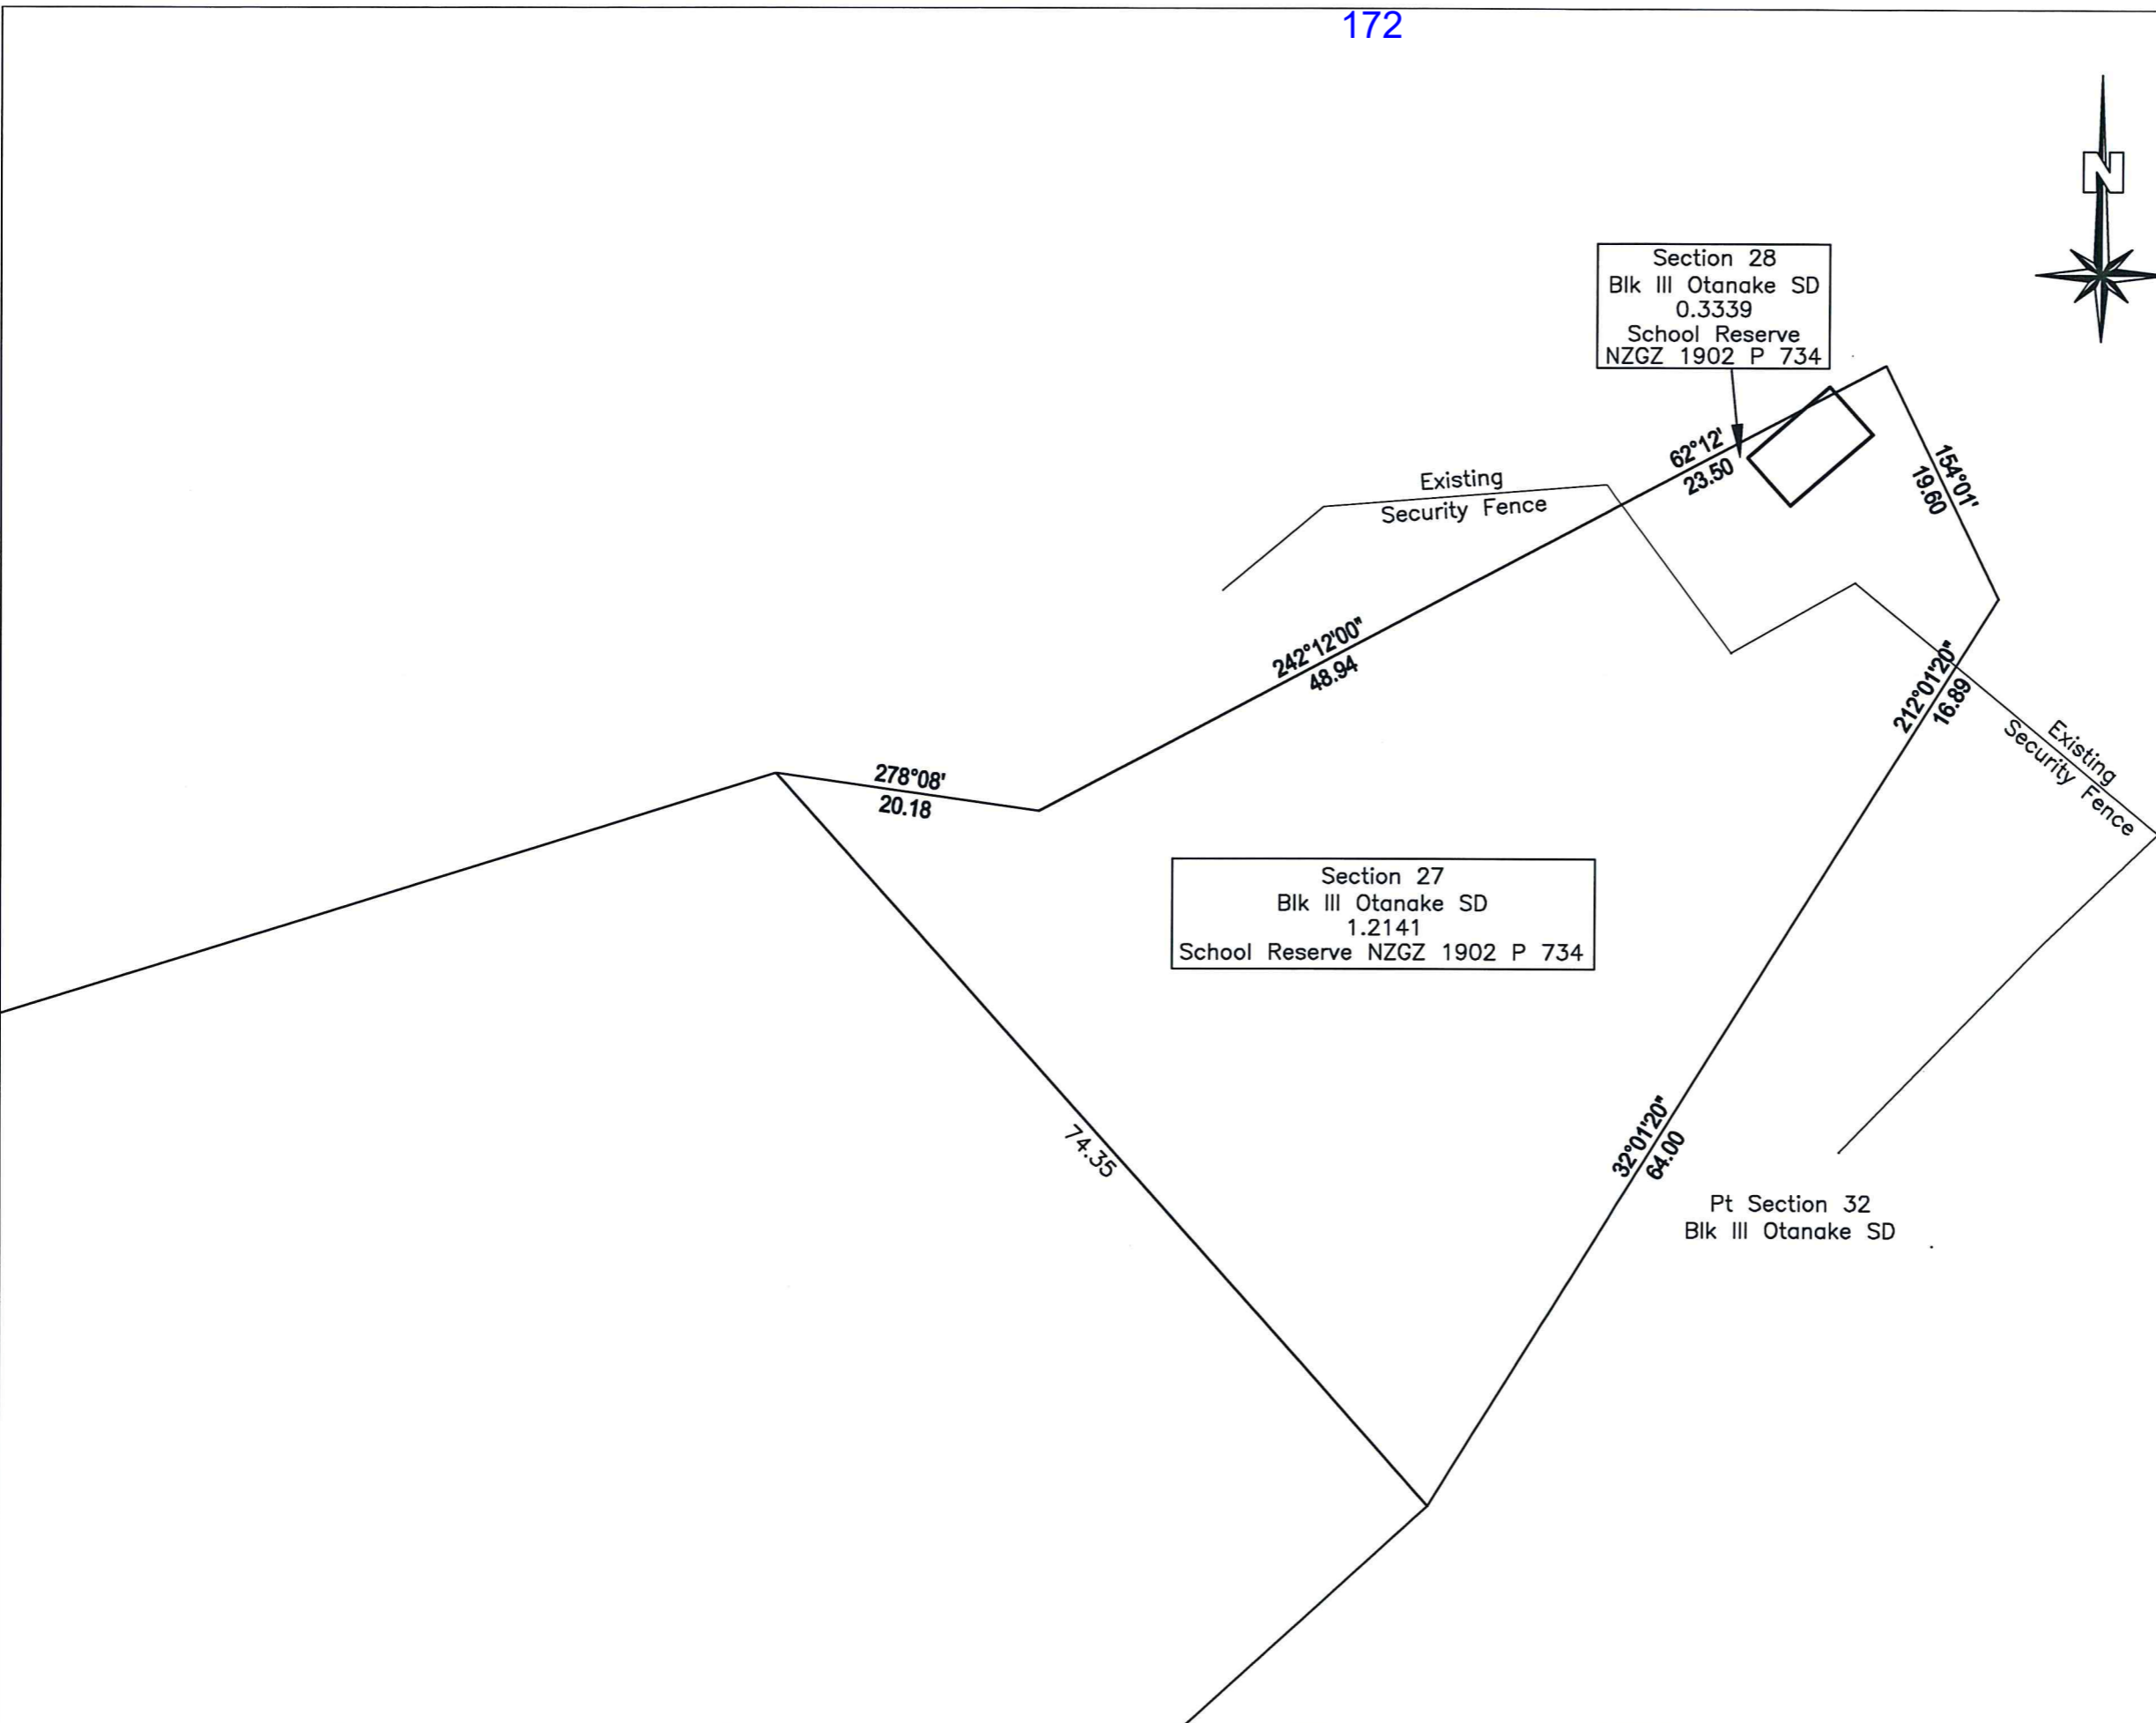 172
N
Section 28
Blk III Otanake SD
0.3339
School Reserve
NZGZ 1902 P 734
62°12'
23.50
154°01'
19.60
Existing
Security Fence
242°12'00"
48.94
212°01'20"
16.89
Existing
Security Fence
278°08'
20.18
Section 27
Blk III Otanake SD
1.2141
School Reserve NZGZ 1902 P 734
74.35
32°01'20"
64.00
Pt Section 32
Blk III Otanake SD